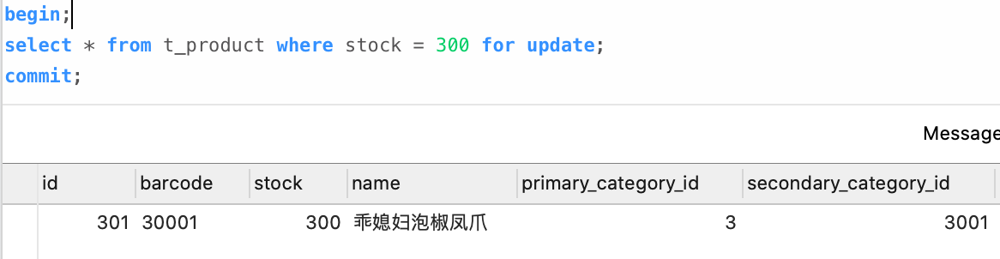 begin;
select * from t_product where stock = 300 for update;
commit;
Message
id barcode stock name primary_category_id secondary_category_id
301 30001 300 乖媳妇泡椒凤爪 3 3001